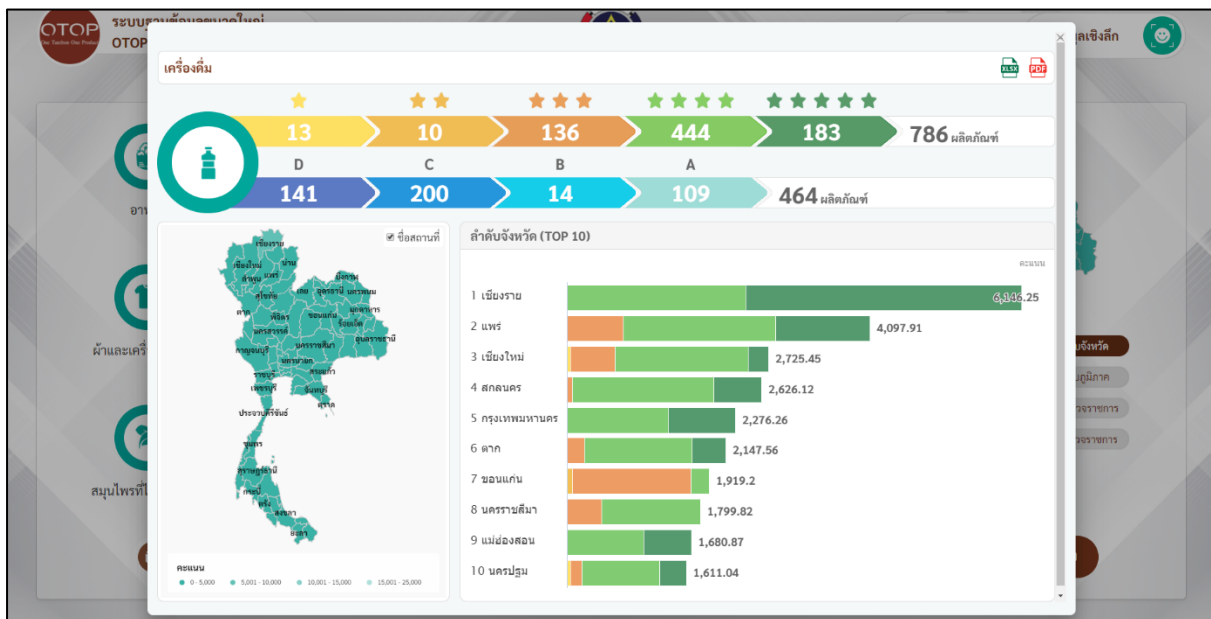 OTOP
One Tambon One Product
ระบบฐานข้อมูลขนาดใหญ่
OTOP
ูลเชิงลึก
×
เครื่องดื่ม
XLSX
PDF
13
10
136
444
183
786 ผลิตภัณฑ์
D
C
B
A
141
200
14
109
464 ผลิตภัณฑ์
ชื่อสถานที่
เชียงราย
เชียงใหม่
น่าน
ลำพูน
แพร่
บึงกาฬ
สุโขทัย
เลย
อุดรธานี
นครพนม
ตาก
พิจิตร
ขอนแก่น
มุกดาหาร
ร้อยเอ็ด
นครสวรรค์
อุบลราชธานี
กาญจนบุรี
นครราชสีมา
นครนายก
ราชบุรี
สระแก้ว
เพชรบุรี
จันทบุรี
ตราด
ประจวบคีรีขันธ์
ชุมพร
สุราษฎร์ธานี
กระบี่
ตรัง
สงขลา
ยะลา
คะแนน
0 - 5,000
5,001 - 10,000
10,001 - 15,000
15,001 - 25,000
ลำดับจังหวัด (TOP 10)
คะแนน
1 เชียงราย
6,146.25
2 แพร่
4,097.91
3 เชียงใหม่
2,725.45
4 สกลนคร
2,626.12
5 กรุงเทพมหานคร
2,276.26
6 ตาก
2,147.56
7 ขอนแก่น
1,919.2
8 นครราชสีมา
1,799.82
9 แม่ฮ่องสอน
1,680.87
10 นครปฐม
1,611.04
อา
ผ้าและเครื
สมุนไพรที่ไ
บจังหวัด
ภูมิภาค
วจราชการ
วจราชการ